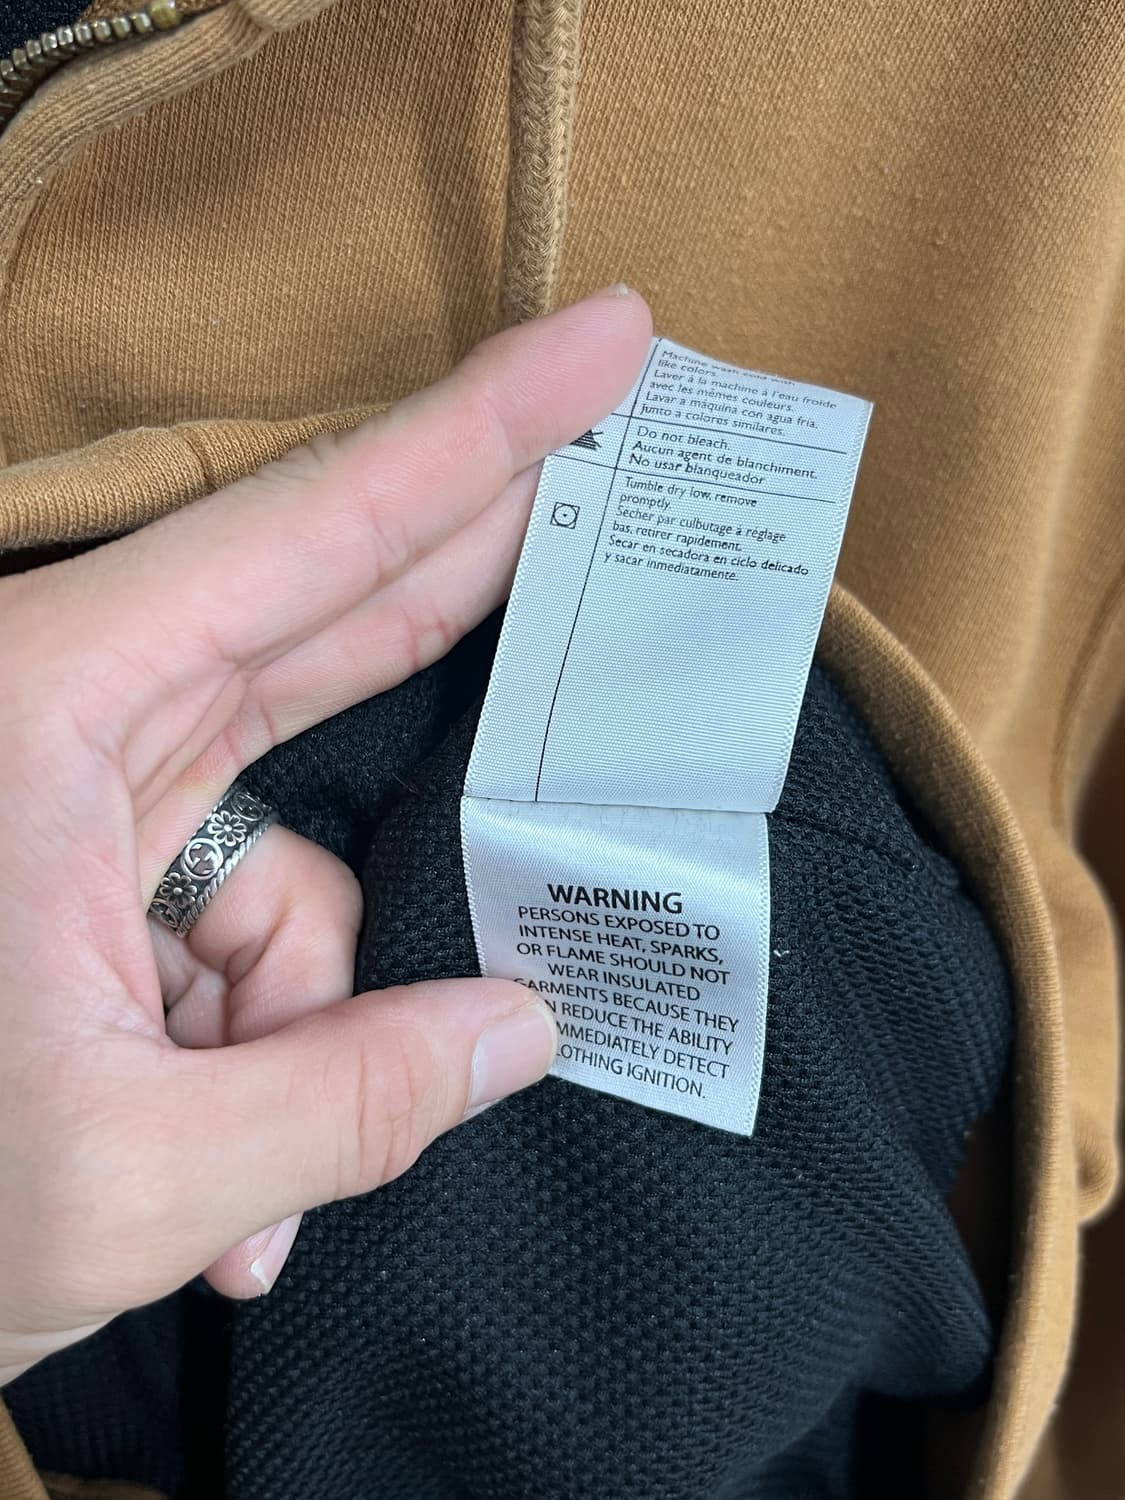 Machine wash cold with
like colors.
Laver à la machine à l'eau froide
avec les mêmes couleurs.
Lavar a máquina con agua fria,
junto a colores similares.
Do not bleach
Aucun agent de blanchiment.
No usar blanqueador
Tumble dry low, remove
promptly.
Secher par culbutage a réglage
bas, retirer rapidement.
Secar en secadora en ciclo delicado
y sacar inmediatamente.
WARNING
PERSONS EXPOSED TO
INTENSE HEAT, SPARKS,
OR FLAME SHOULD NOT
WEAR INSULATED
GARMENTS BECAUSE THEY
REDUCE THE ABILITY
IMMEDIATELY DETECT
CLOTHING IGNITION.